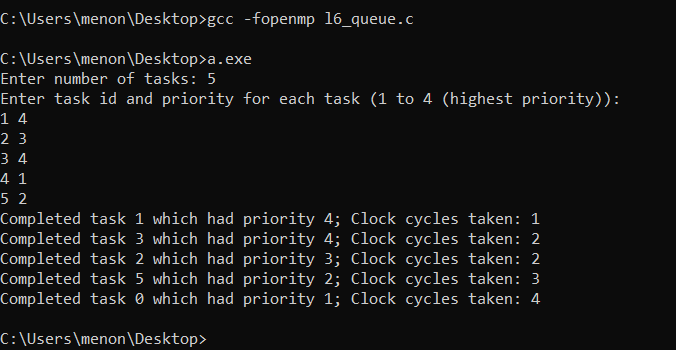 C:\Users\menon\Desktop>gcc -fopenmp l6_queue.c
C:\Users\menon\Desktop>a.exe
Enter number of tasks: 5
Enter task id and priority for each task (1 to 4 (highest priority)):
1 4
2 3
3 4
4 1
5 2
Completed task 1 which had priority 4; Clock cycles taken: 1
Completed task 3 which had priority 4; Clock cycles taken: 2
Completed task 2 which had priority 3; Clock cycles taken: 2
Completed task 5 which had priority 2; Clock cycles taken: 3
Completed task 0 which had priority 1; Clock cycles taken: 4
C:\Users\menon\Desktop>